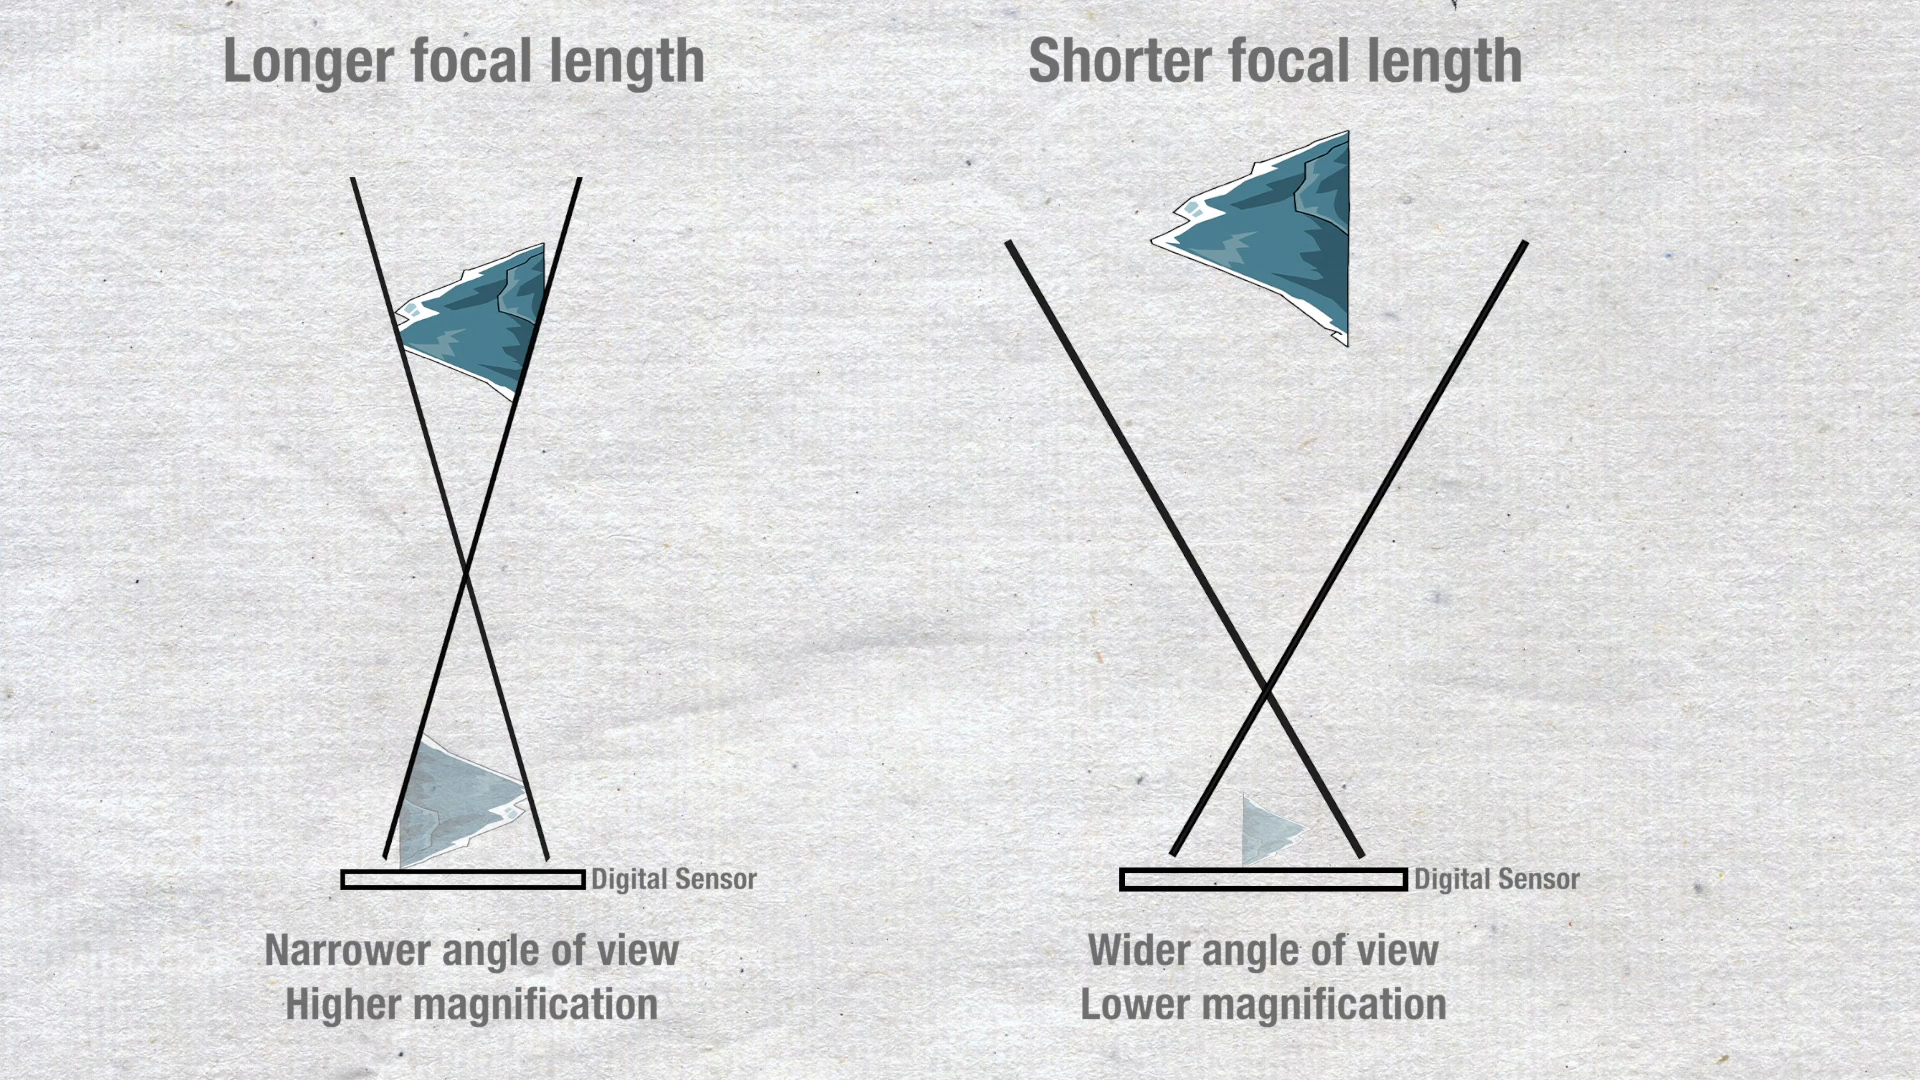 Longer focal length
Shorter focal length
Digital Sensor
Digital Sensor
Narrower angle of view
Higher magnification
Wider angle of view
Lower magnification